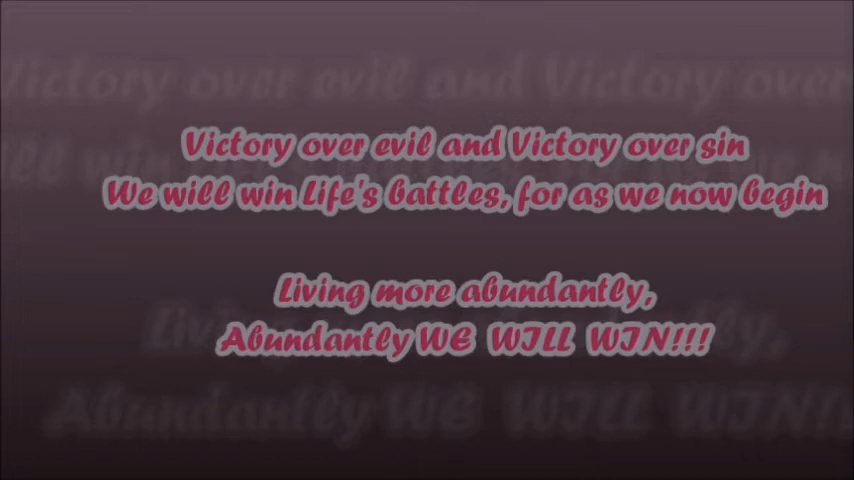 Victory over evil and Victory over sin
We will win Life's battles, for as we now begin
Living more abundantly,
Abundantly WE WILL WIN!!!